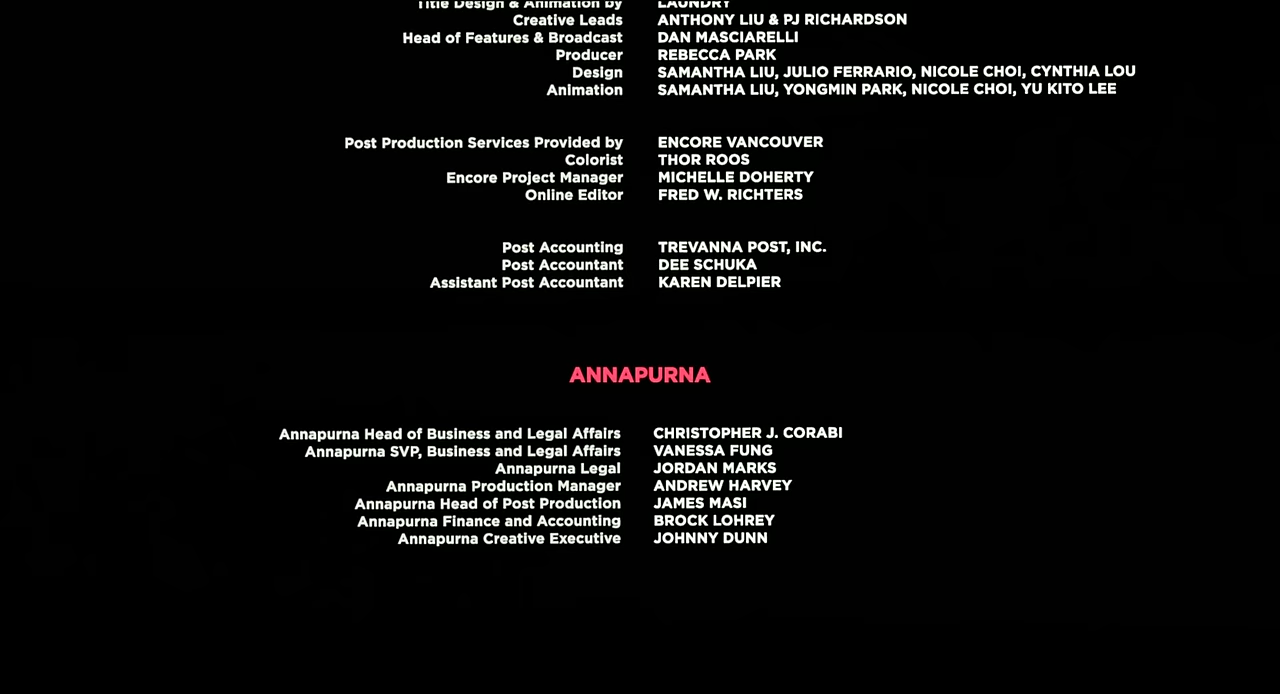 Title Design & Animation by LAUNDRY
Creative Leads ANTHONY LIU & PJ RICHARDSON
Head of Features & Broadcast DAN MASCIARELLI
Producer REBECCA PARK
Design SAMANTHA LIU, JULIO FERRARIO, NICOLE CHOI, CYNTHIA LOU
Animation SAMANTHA LIU, YONGMIN PARK, NICOLE CHOI, YU KITO LEE
Post Production Services Provided by ENCORE VANCOUVER
Colorist THOR ROOS
Encore Project Manager MICHELLE DOHERTY
Online Editor FRED W. RICHTERS
Post Accounting TREVANNA POST, INC.
Post Accountant DEE SCHUKA
Assistant Post Accountant KAREN DELPIER
ANNAPURNA
Annapurna Head of Business and Legal Affairs CHRISTOPHER J. CORABI
Annapurna SVP, Business and Legal Affairs VANESSA FUNG
Annapurna Legal JORDAN MARKS
Annapurna Production Manager ANDREW HARVEY
Annapurna Head of Post Production JAMES MASI
Annapurna Finance and Accounting BROCK LOHREY
Annapurna Creative Executive JOHNNY DUNN